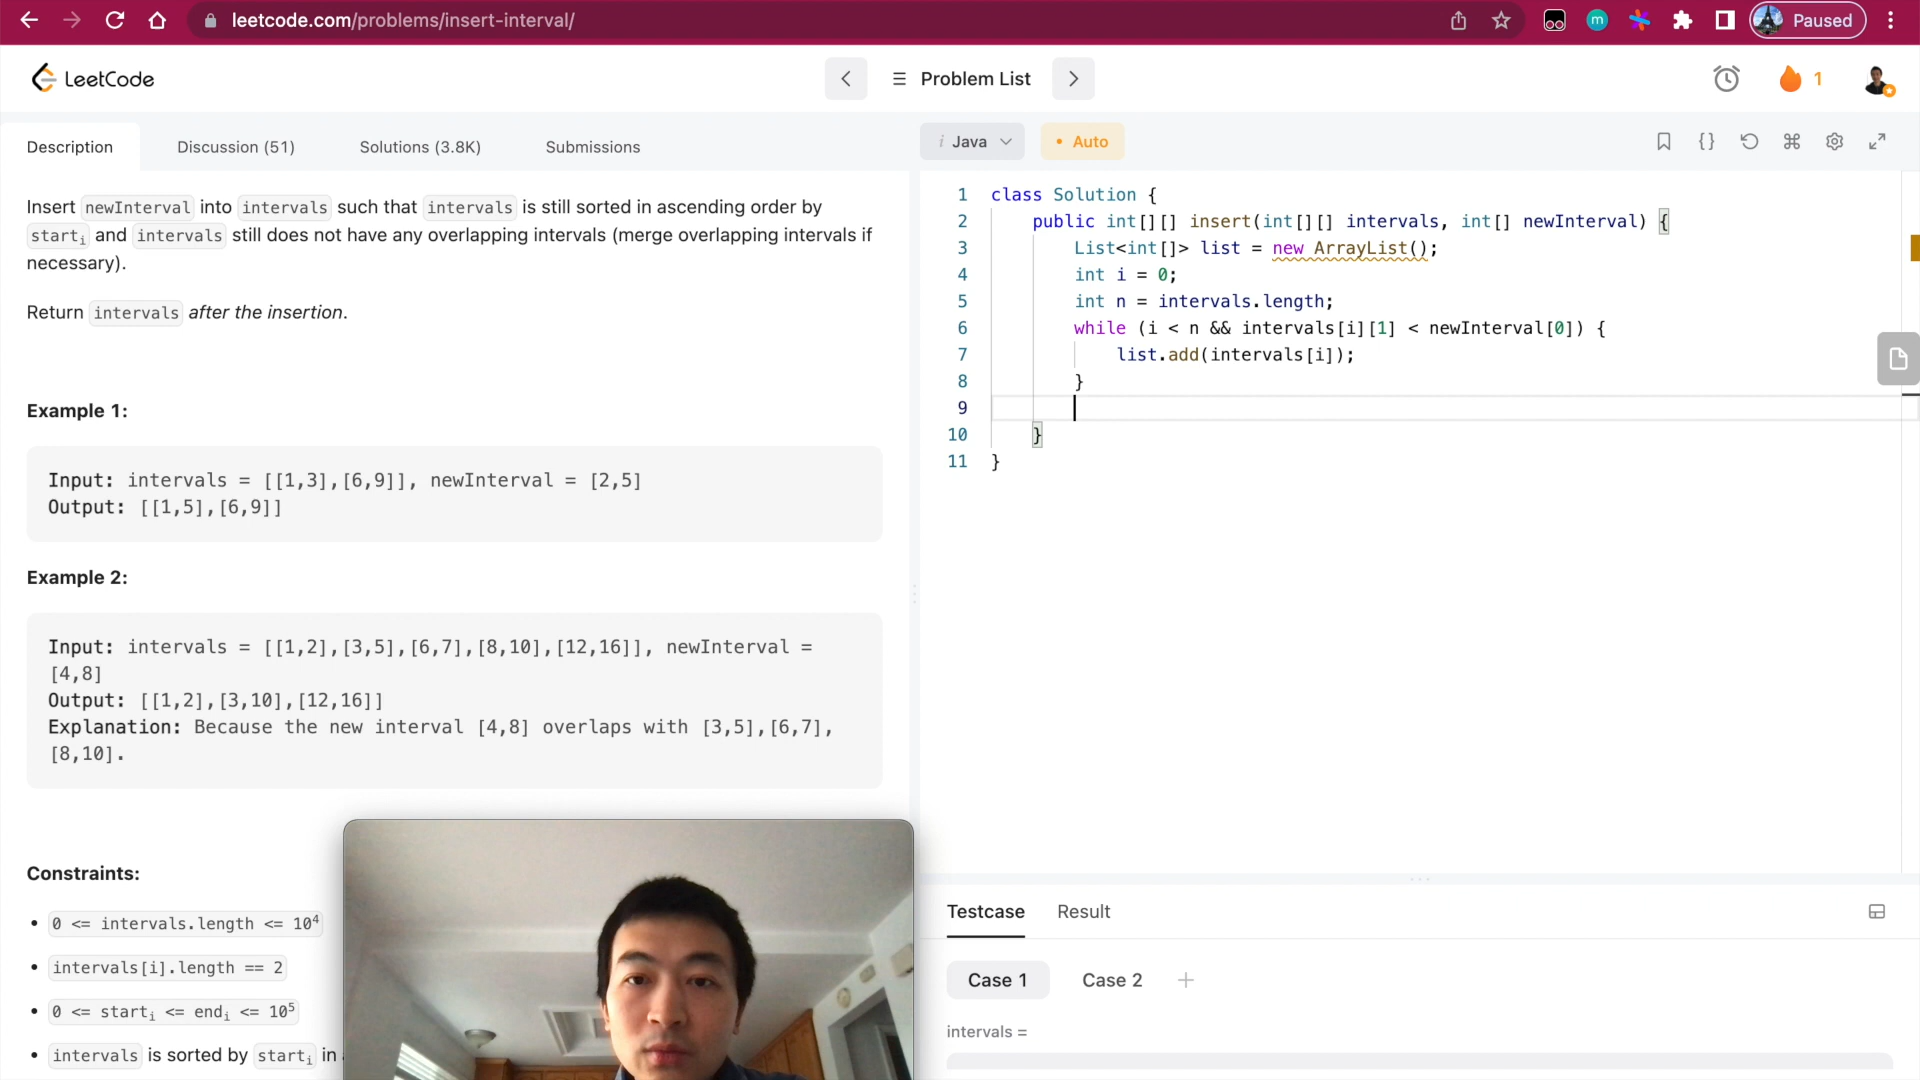 leetcode.com/problems/insert-interval/
m
Paused
LeetCode
Problem List
1
Description
Discussion (51)
Solutions (3.8K)
Submissions
i Java
• Auto
{}
Insert newInterval into intervals such that intervals is still sorted in ascending order by
starti and intervals still does not have any overlapping intervals (merge overlapping intervals if
necessary).
Return intervals after the insertion.
Example 1:
Input: intervals = [[1,3],[6,9]], newInterval = [2,5]
Output: [[1,5],[6,9]]
Example 2:
Input: intervals = [[1,2],[3,5],[6,7],[8,10],[12,16]], newInterval =
[4,8]
Output: [[1,2],[3,10],[12,16]]
Explanation: Because the new interval [4,8] overlaps with [3,5],[6,7],
[8,10].
Constraints:
• 0 <= intervals.length <= 10⁴
• intervals[i].length == 2
• 0 <= starti <= endi <= 10⁵
• intervals is sorted by starti in
1 class Solution {
2 public int[][] insert(int[][] intervals, int[] newInterval) {
3 List<int[]> list = new ArrayList();
4 int i = 0;
5 int n = intervals.length;
6 while (i < n && intervals[i][1] < newInterval[0]) {
7 list.add(intervals[i]);
8 }
9
10 }
11 }
Testcase
Result
Case 1
Case 2
+
intervals =